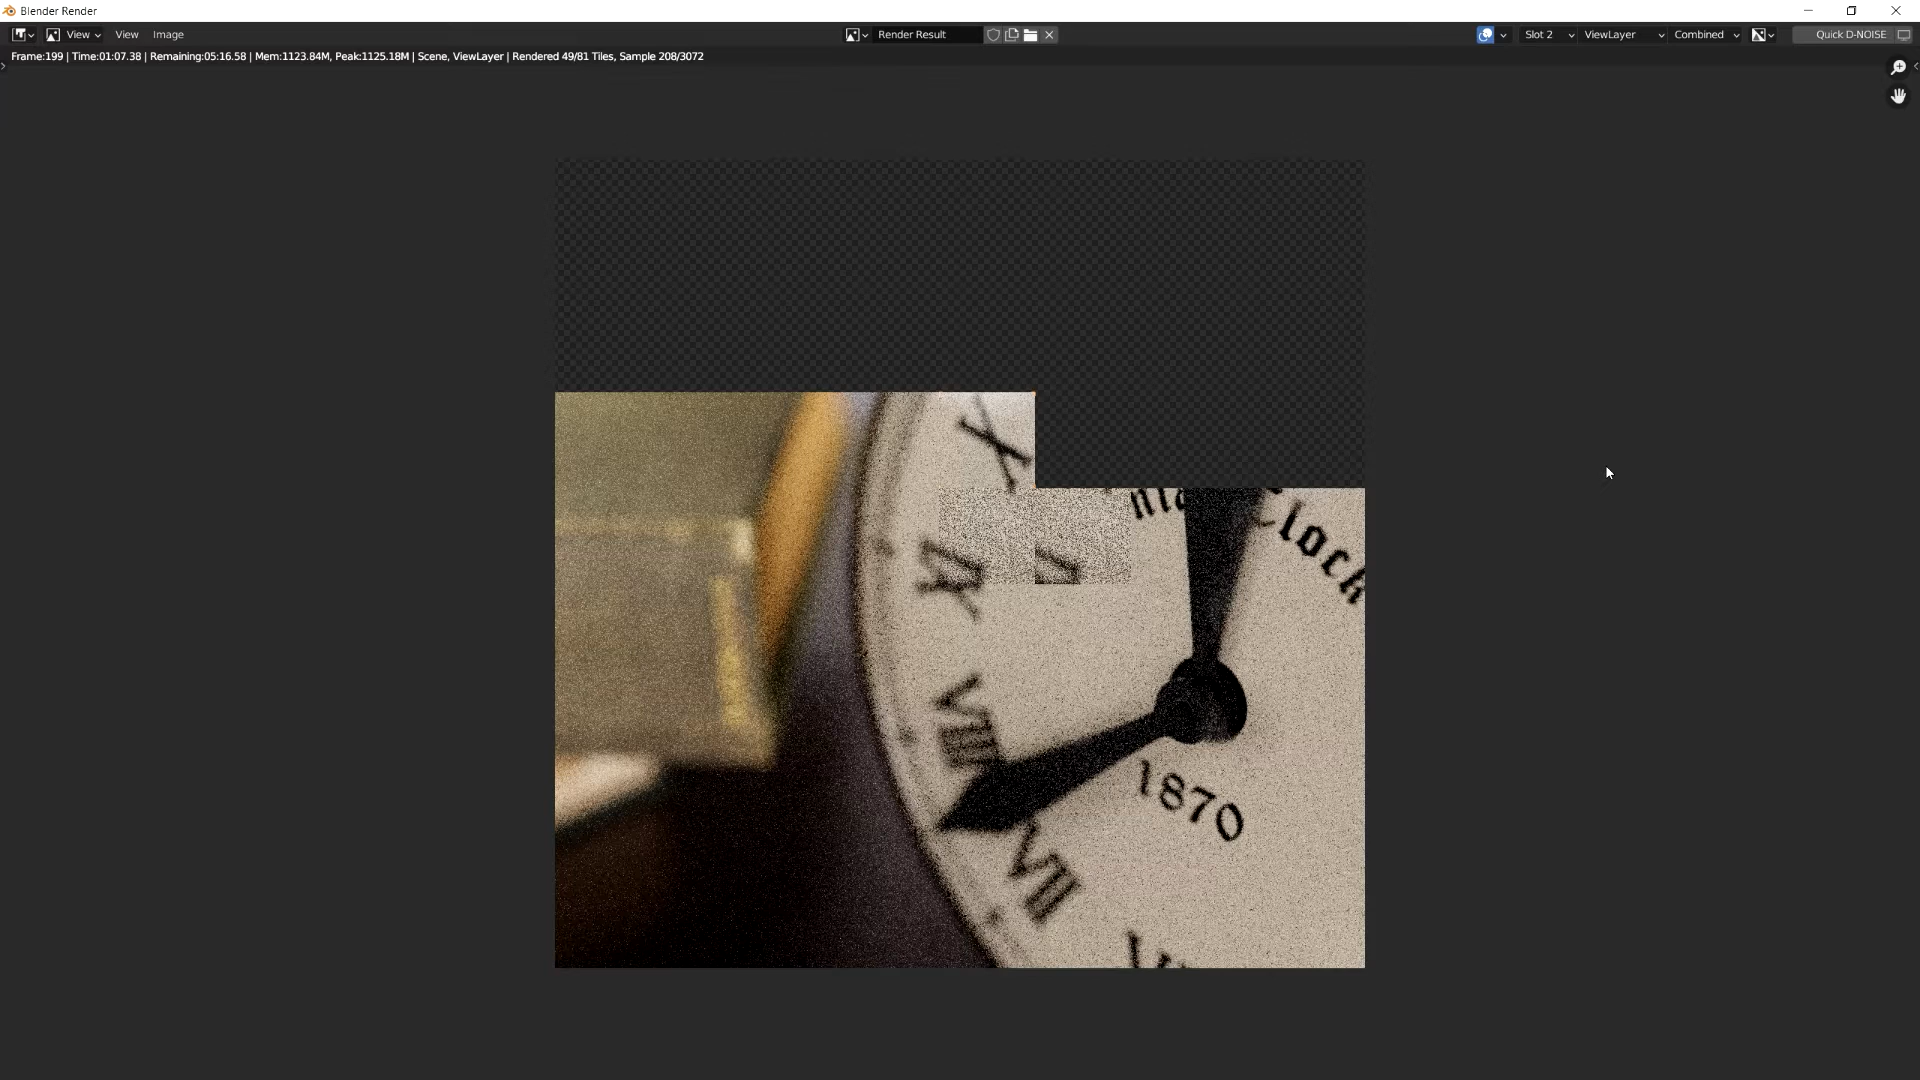 Blender Render
View View Image Render Result Slot 2 ViewLayer Combined Quick D-NOISE
Frame:199 | Time:01:07.38 | Remaining:05:16.58 | Mem:1123.84M, Peak:1125.18M | Scene, ViewLayer | Rendered 49/81 Tiles, Sample 208/3072
X
Clock
IX
VIIII
1870
VII